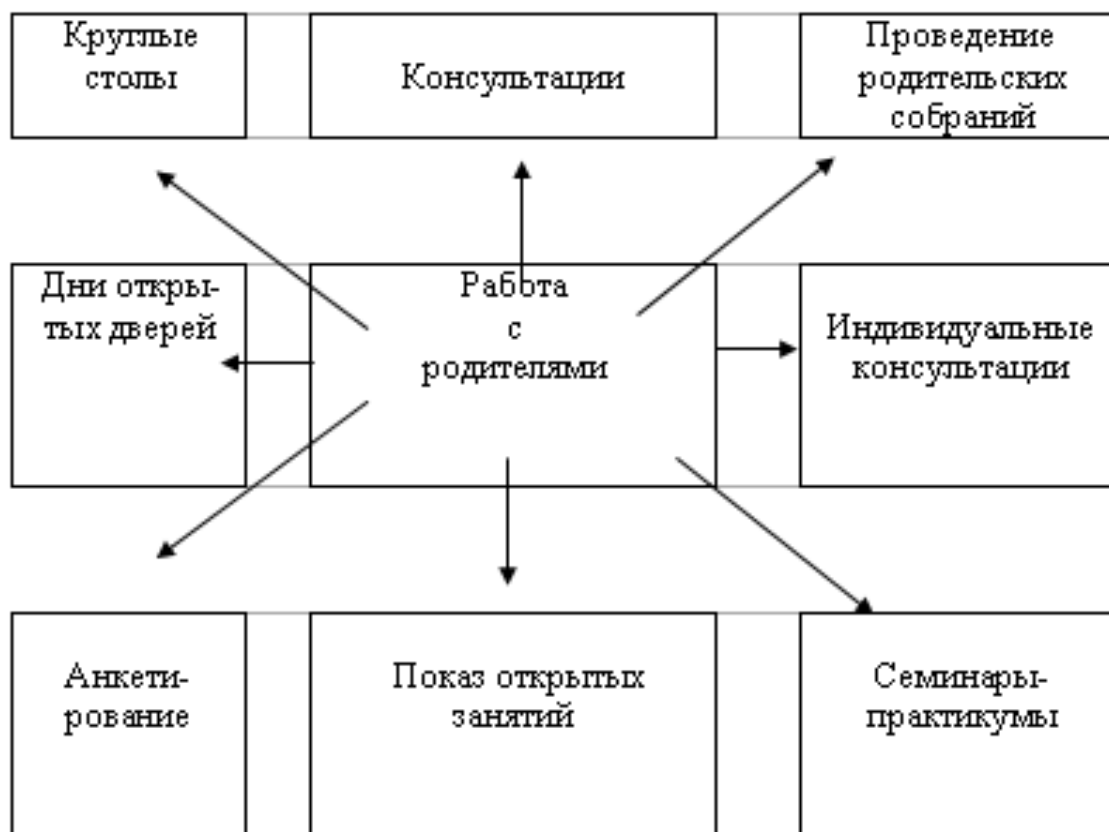 Круглые
столы
Консультации
Проведение
родительских
собраний
Дни откры-
тых дверей
Работа
с
родителями
Индивидуальные
консультации
Анкети-
рование
Показ открытых
занятий
Семинары-
практикумы